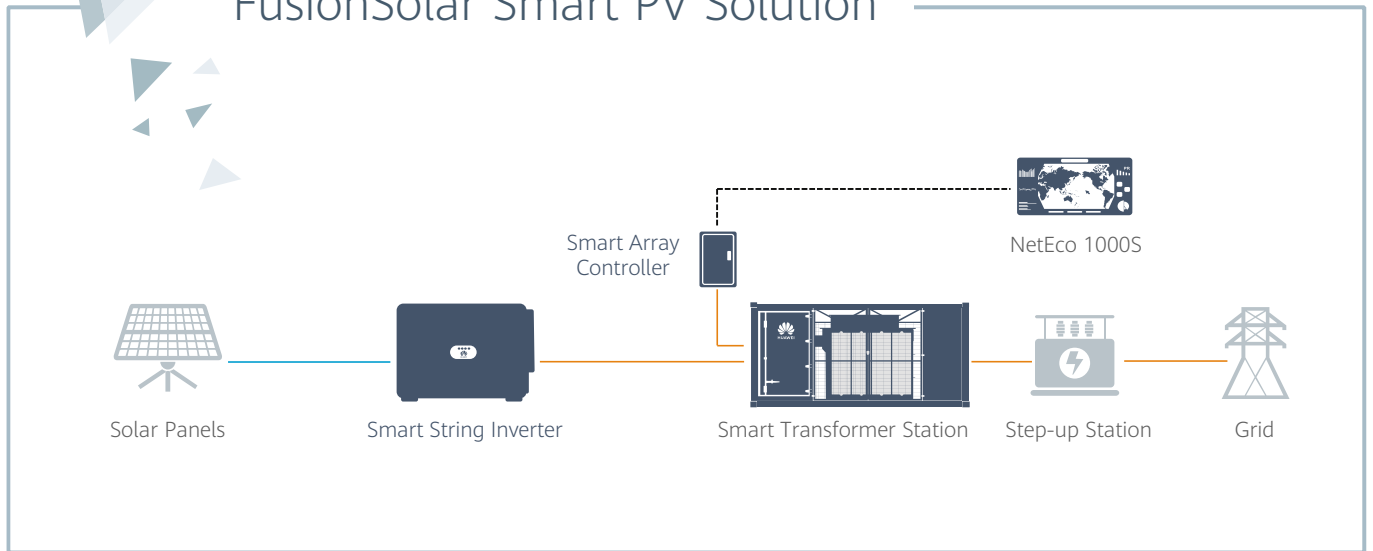 FusionSolar Smart PV Solution
NetEco 1000S
Smart Array
Controller
HUAWEI
Solar Panels
Smart String Inverter
Smart Transformer Station
Step-up Station
Grid